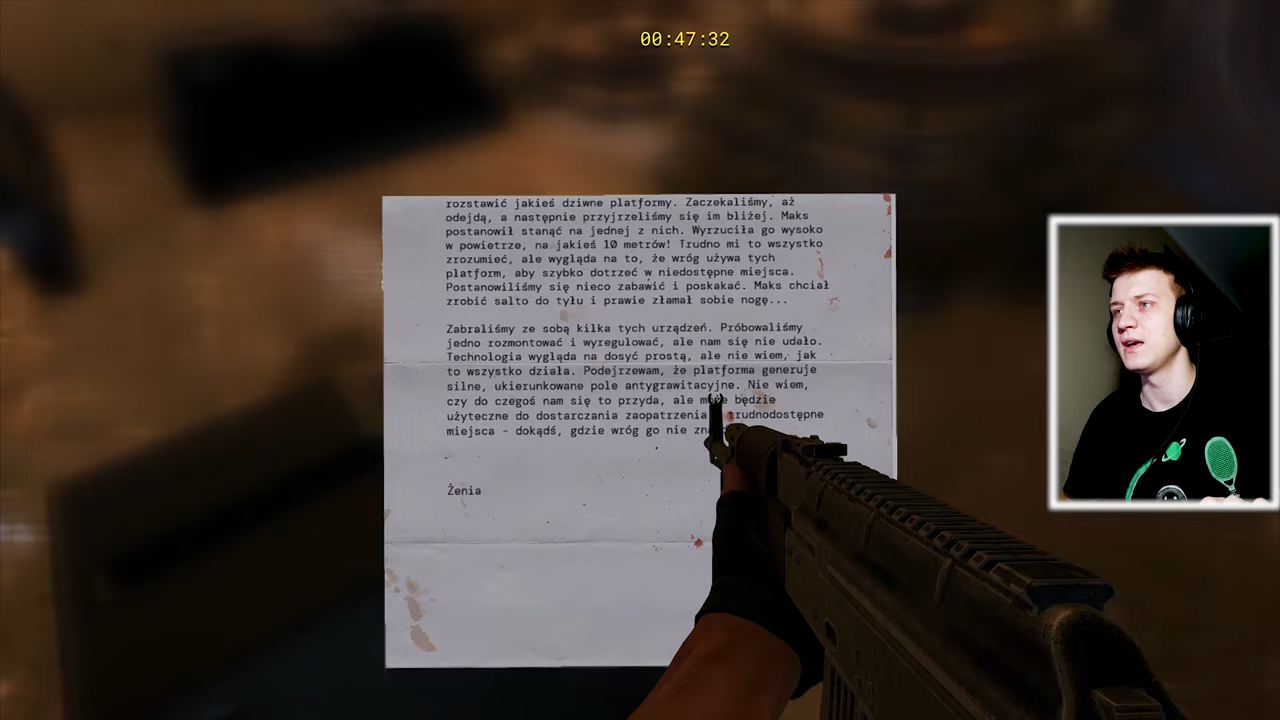 00:47:32
rozstawić jakieś dziwne platformy. Zaczekaliśmy, aż
odejdą, a następnie przyjrzeliśmy się im bliżej. Maks
postanowił stanąć na jednej z nich. Wyrzuciła go wysoko
w powietrze, na jakieś 10 metrów! Trudno mi to wszystko
zrozumieć, ale wygląda na to, że wróg używa tych
platform, aby szybko dotrzeć w niedostępne miejsca.
Postanowiliśmy się nieco zabawić i poskakać. Maks chciał
zrobić salto do tyłu i prawie złamał sobie nogę...
Zabraliśmy ze sobą kilka tych urządzeń. Próbowaliśmy
jedno rozmontować i wyregulować, ale nam się nie udało.
Technologia wygląda na dosyć prostą, ale nie wiem, jak
to wszystko działa. Podejrzewam, że platforma generuje
silne, ukierunkowane pole antygrawitacyjne. Nie wiem,
czy do czegoś nam się to przyda, ale może będzie
użyteczne do dostarczania zaopatrzenia trudnodostępne
miejsca - dokądś, gdzie wróg go nie
Żenia